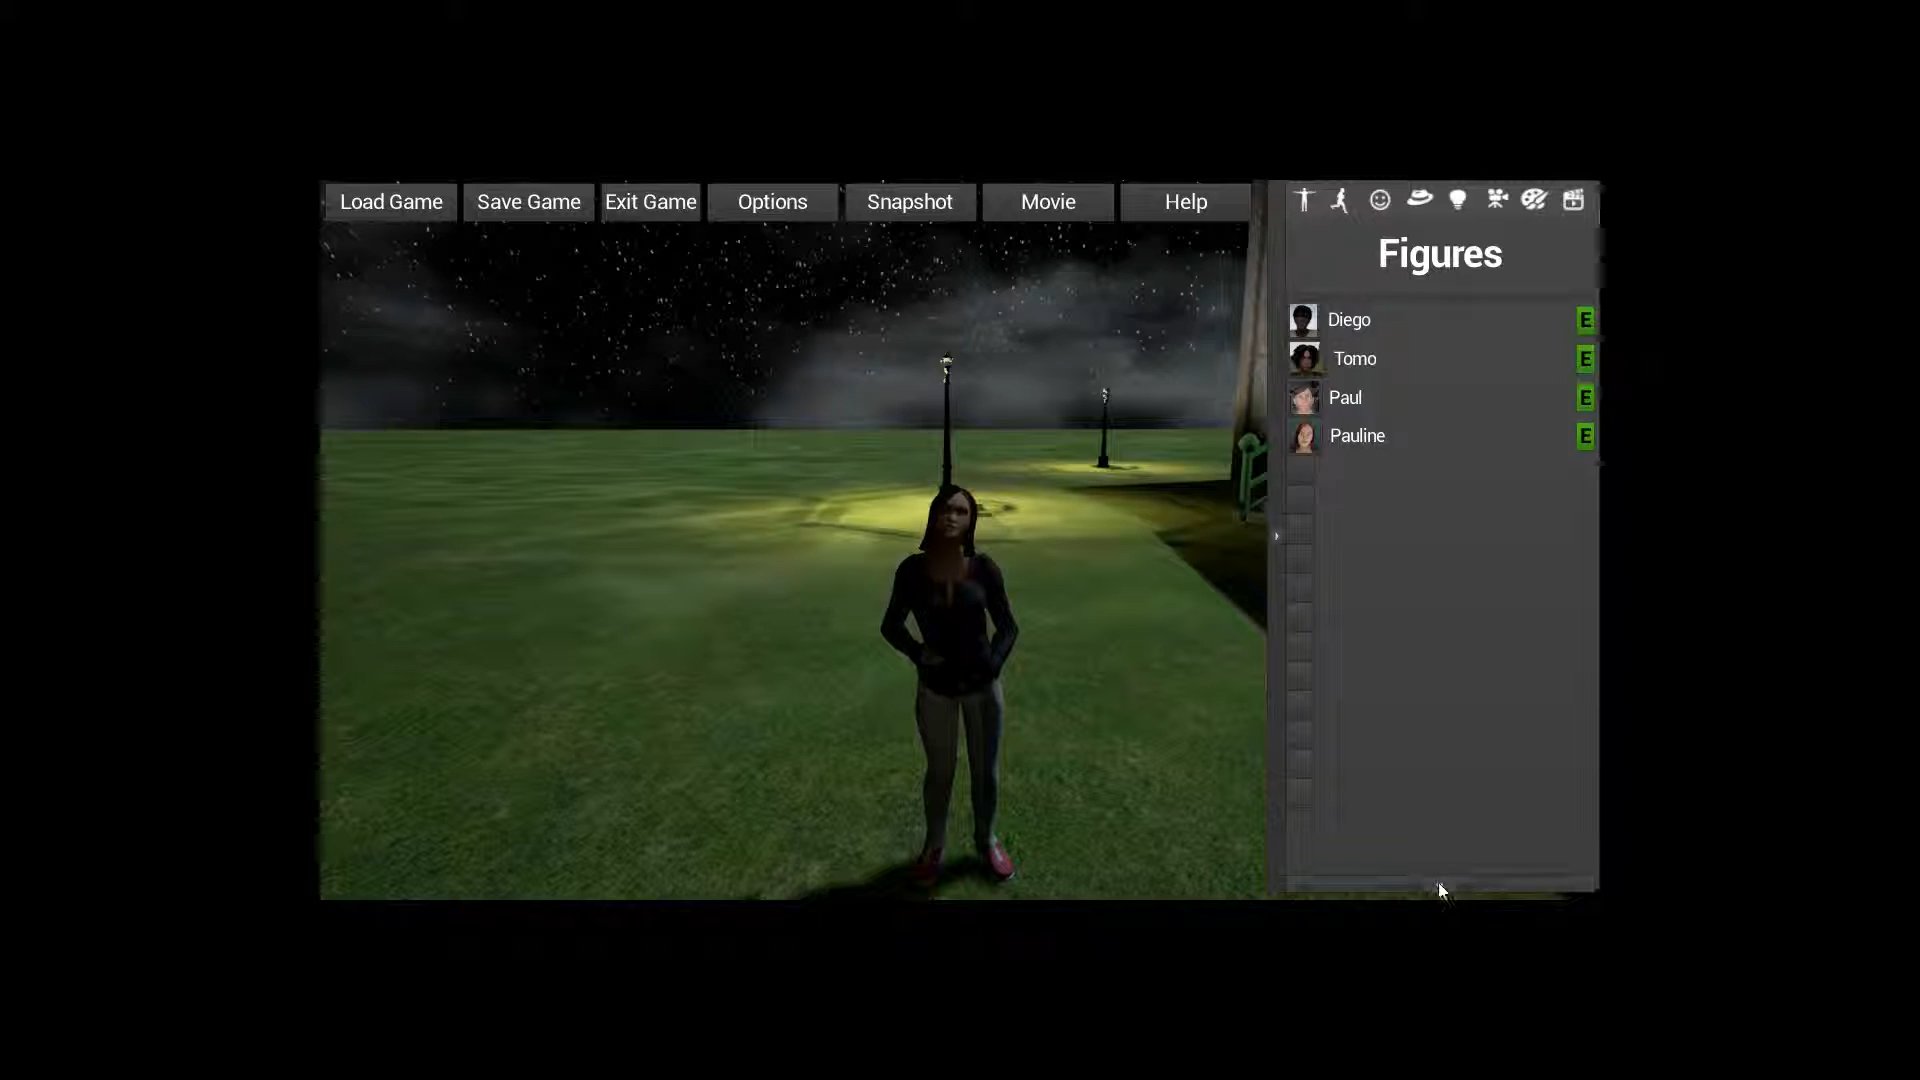 Load Game Save Game Exit Game Options Snapshot Movie Help
Figures
Diego E
Tomo E
Paul E
Pauline E